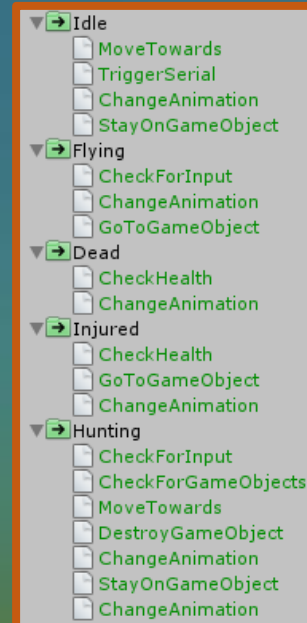 Idle
MoveTowards
TriggerSerial
ChangeAnimation
StayOnGameObject
Flying
CheckForInput
ChangeAnimation
GoToGameObject
Dead
CheckHealth
ChangeAnimation
Injured
CheckHealth
GoToGameObject
ChangeAnimation
Hunting
CheckForInput
CheckForGameObjects
MoveTowards
DestroyGameObject
ChangeAnimation
StayOnGameObject
ChangeAnimation